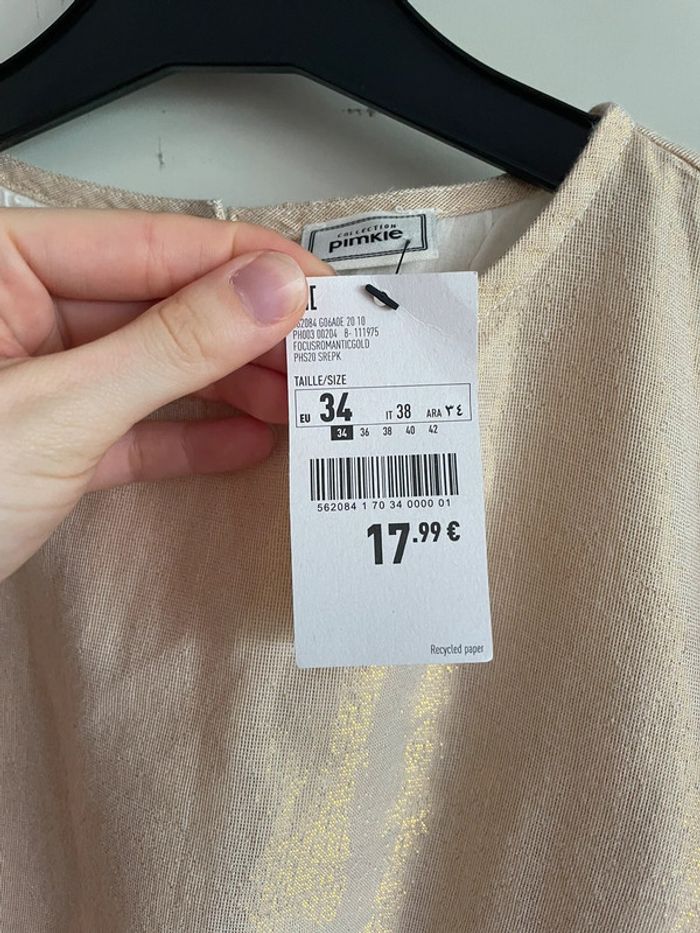 COLLECTION
pimkie
62084 G06ADE 20 10
PH003 00204 8- 111975
FOCUSROMANTICGOLD
PHS20 SREPK
TAILLE/SIZE
EU 34 IT 38 ARA ٣٤
34 36 38 40 42
562084 1 70 34 0000 01
17.99 €
Recycled paper